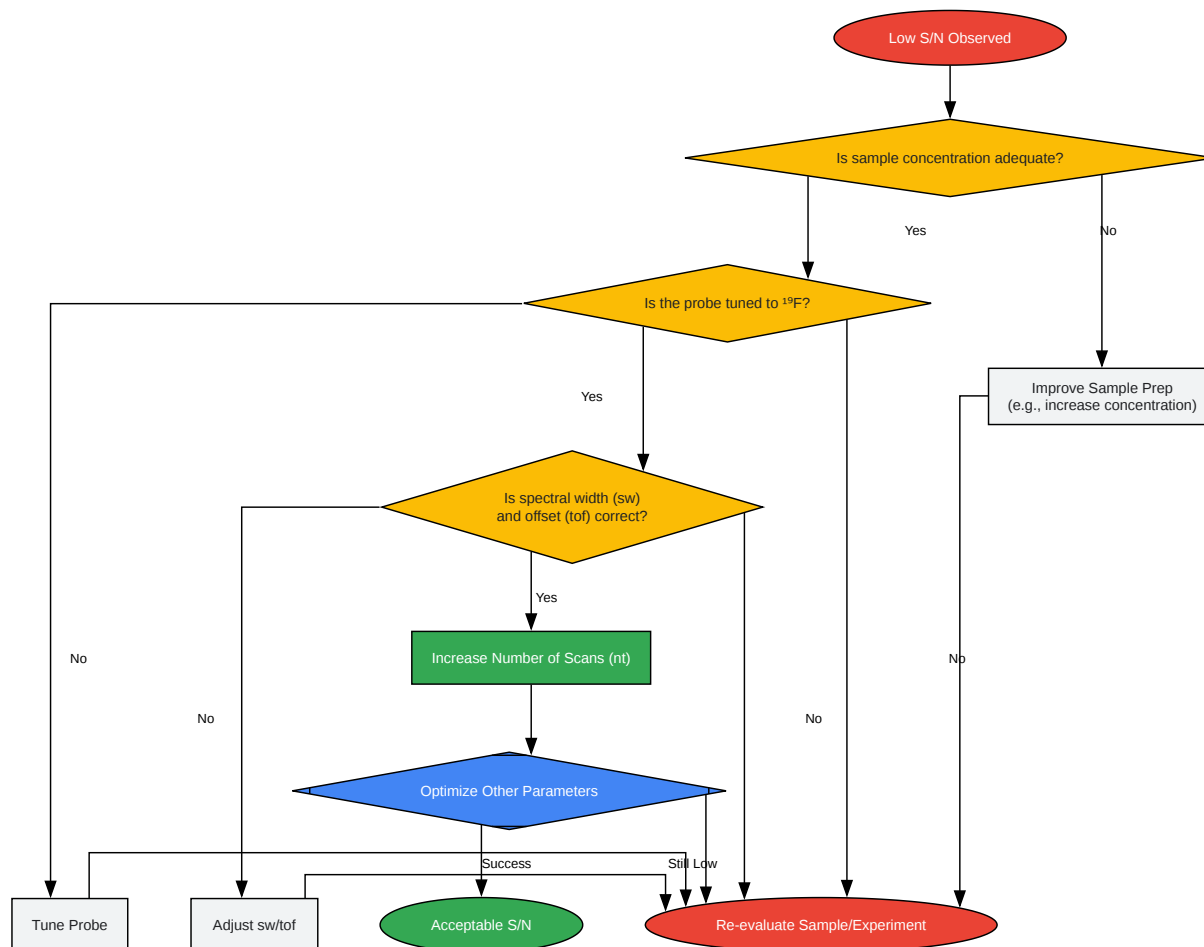 Low S/N Observed
Is sample concentration adequate?
Yes
No
Is the probe tuned to ¹⁹F?
Improve Sample Prep
(e.g., increase concentration)
Yes
Is spectral width (sw)
and offset (tof) correct?
Yes
Increase Number of Scans (nt)
No
No
No
No
Optimize Other Parameters
Success
Still Low
Tune Probe
Adjust sw/tof
Acceptable S/N
Re-evaluate Sample/Experiment